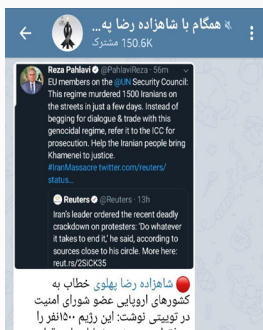 همگام با شاهزاده رضا په...
150.6K مشترک
Reza Pahlavi @PahlaviReza · 56m
EU members on the @UN Security Council:
This regime murdered 1500 Iranians on
the streets in just a few days. Instead of
begging for dialogue & trade with this
genocidal regime, refer it to the ICC for
prosecution. Help the Iranian people bring
Khamenei to justice.
#IranMassacre twitter.com/reuters/
status...
Reuters @Reuters · 13h
Iran's leader ordered the recent deadly
crackdown on protesters: 'Do whatever
it takes to end it,' he said, according to
sources close to his circle. More here:
reut.rs/2SiCK35
شاهزاده رضا پهلوی خطاب به
کشورهای اروپایی عضو شورای امنیت
در توییتی نوشت: این رژیم ۱۵۰۰نفر را